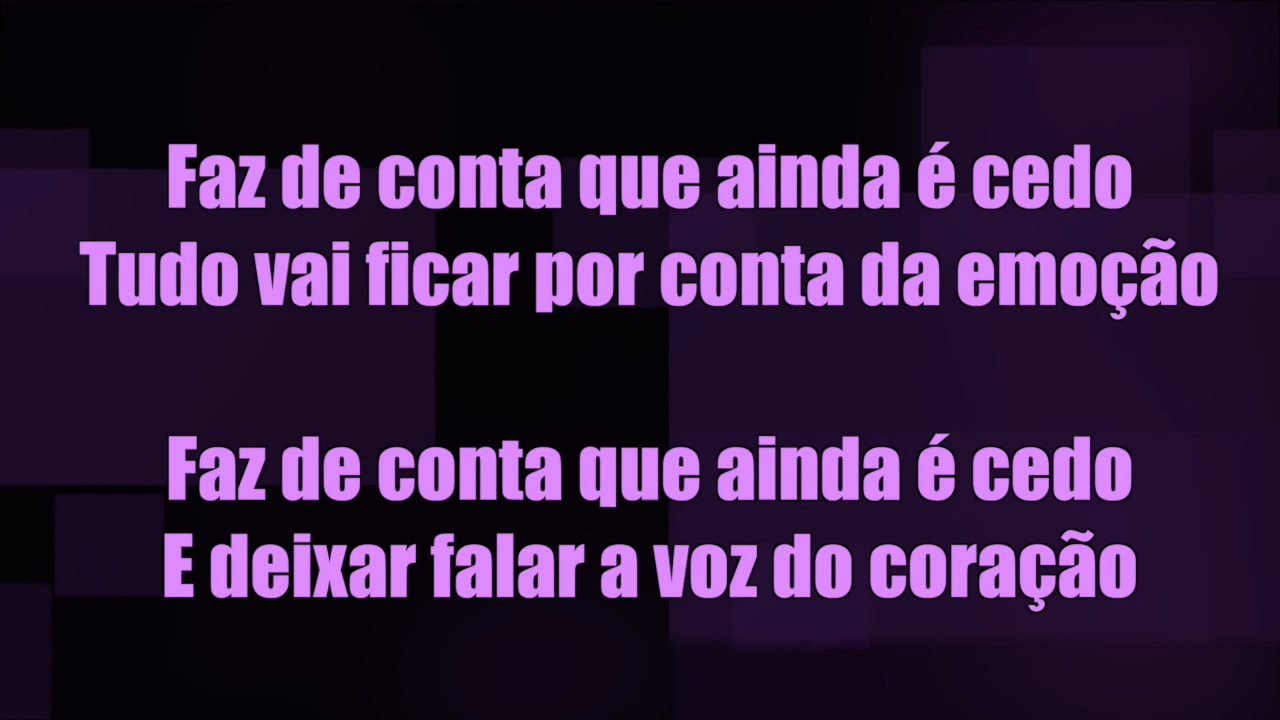 Faz de conta que ainda é cedo
Tudo vai ficar por conta da emoção
Faz de conta que ainda é cedo
E deixar falar a voz do coração